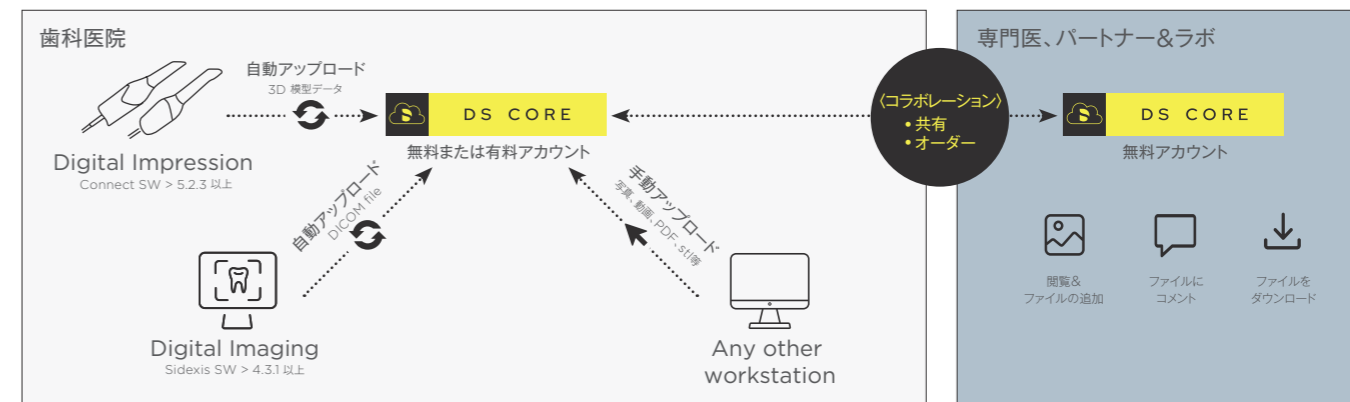 歯科医院
自動アップロード
3D 模型データ
DS CORE
無料または有料アカウント
Digital Impression
Connect SW > 5.2.3 以上
自動アップロード
DICOM file
手動アップロード
写真、動画、PDF、stl等
Digital Imaging
Sidexis SW > 4.3.1 以上
Any other
workstation
〈コラボレーション〉
• 共有
• オーダー
専門医、パートナー&ラボ
DS CORE
無料アカウント
閲覧&
ファイルの追加
ファイルに
コメント
ファイルを
ダウンロード